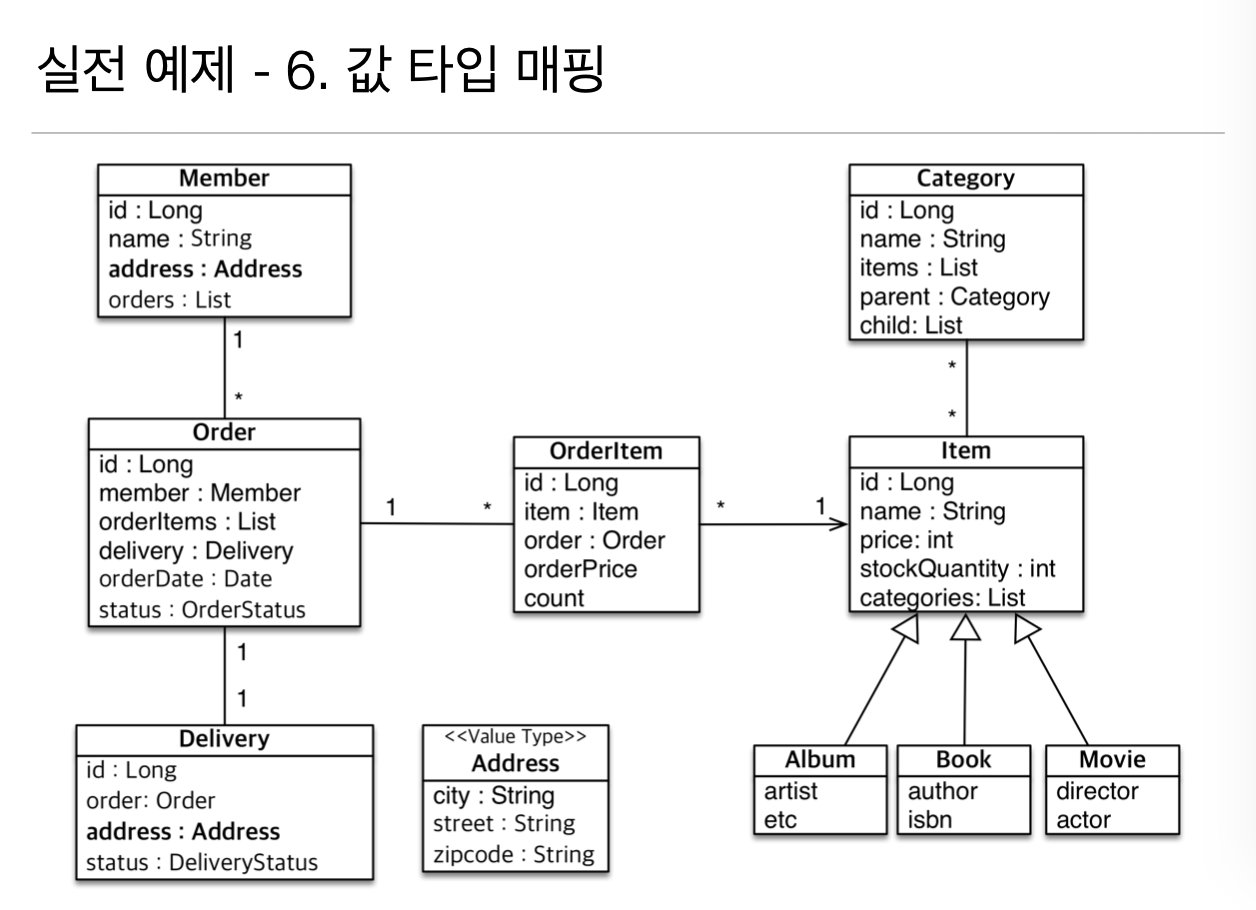 실전 예제 - 6. 값 타입 매핑
Member
id : Long
name : String
address : Address
orders : List
1
*
Order
id : Long
member : Member
orderItems : List
delivery : Delivery
orderDate : Date
status : OrderStatus
1
*
1
1
Delivery
id : Long
order: Order
address : Address
status : DeliveryStatus
OrderItem
id : Long
item : Item
order : Order
orderPrice
count
*
1
<<Value Type>>
Address
city : String
street : String
zipcode : String
Category
id : Long
name : String
items : List
parent : Category
child: List
*
*
Item
id : Long
name : String
price: int
stockQuantity : int
categories: List
Album
artist
etc
Book
author
isbn
Movie
director
actor